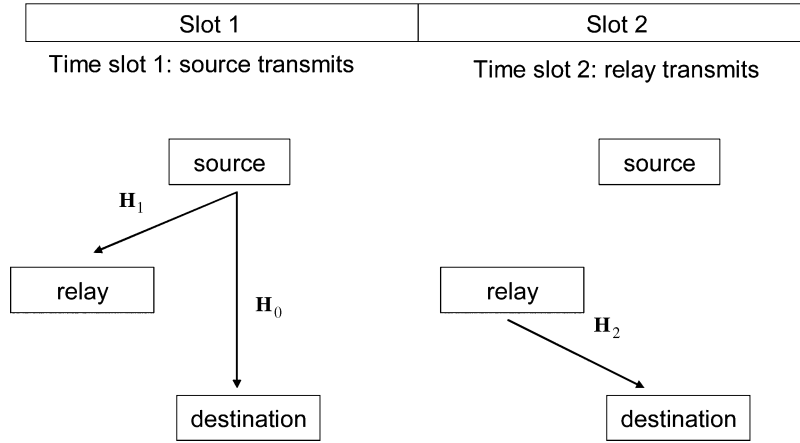 Slot 1
Slot 2
Time slot 1: source transmits
Time slot 2: relay transmits
source
source
H1
relay
relay
H0
H2
destination
destination